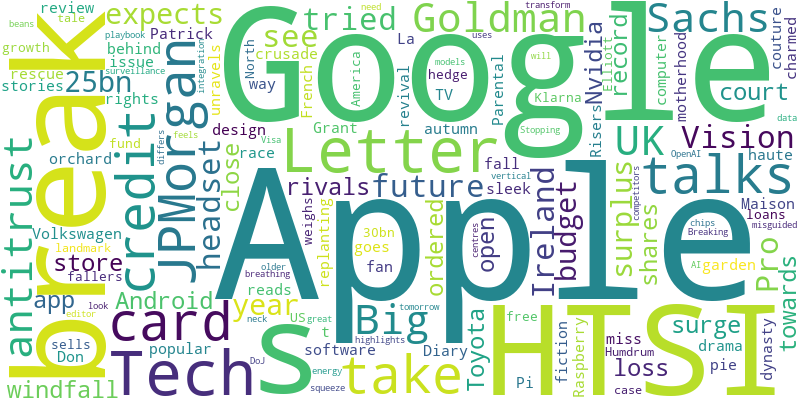 Google
Apple
break
HTSI
s
Letter
Tech
card
credit
JPMorgan
talks
take
Big
Sachs
Goldman
future
UK
Vision
antitrust
headset
Ireland
budget
surplus
Pro
year
store
app
Android
windfall
25bn
expects
tried
see
rivals
close
ordered
open
Toyota
loss
surge
shares
towards
court
record
Nvidia
Patrick
behind
issue
review
tale
playbook
growth
beans
rescue
stories
surveillance
rights
unravels
integration
crusade
North
way
La
French
America
revival
hedge
TV
Parental
need
models
uses
Klarna
Stopping
will
Risers
Elliott
computer
motherhood
couture
charmed
transform
data
orchard
design
fund
differs
feels
Visa
race
Grant
autumn
fall
sleek
weighs
replanting
30bn
goes
fan
centres
vertical
older
breathing
reads
US
great
t
neck
software
Diary
DoJ
highlights
energy
squeeze
tomorrow
Volkswagen
landmark
fallers
look
editor
sells
Don
popular
haute
Maison
loans
OpenAI
competitors
chips
Breaking
misguided
AI
garden
free
Raspberry
Pi
fiction
miss
Humdrum
case
pie
drama
dynasty